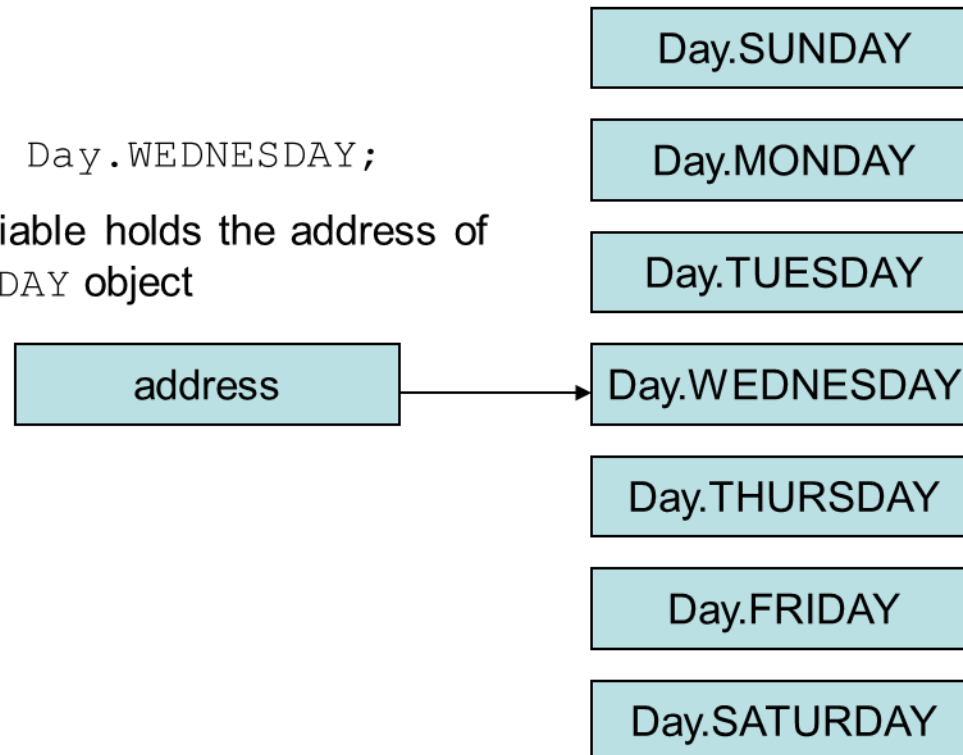 Day.WEDNESDAY;
iable holds the address of
DAY object
address
Day.SUNDAY
Day.MONDAY
Day.TUESDAY
Day.WEDNESDAY
Day.THURSDAY
Day.FRIDAY
Day.SATURDAY